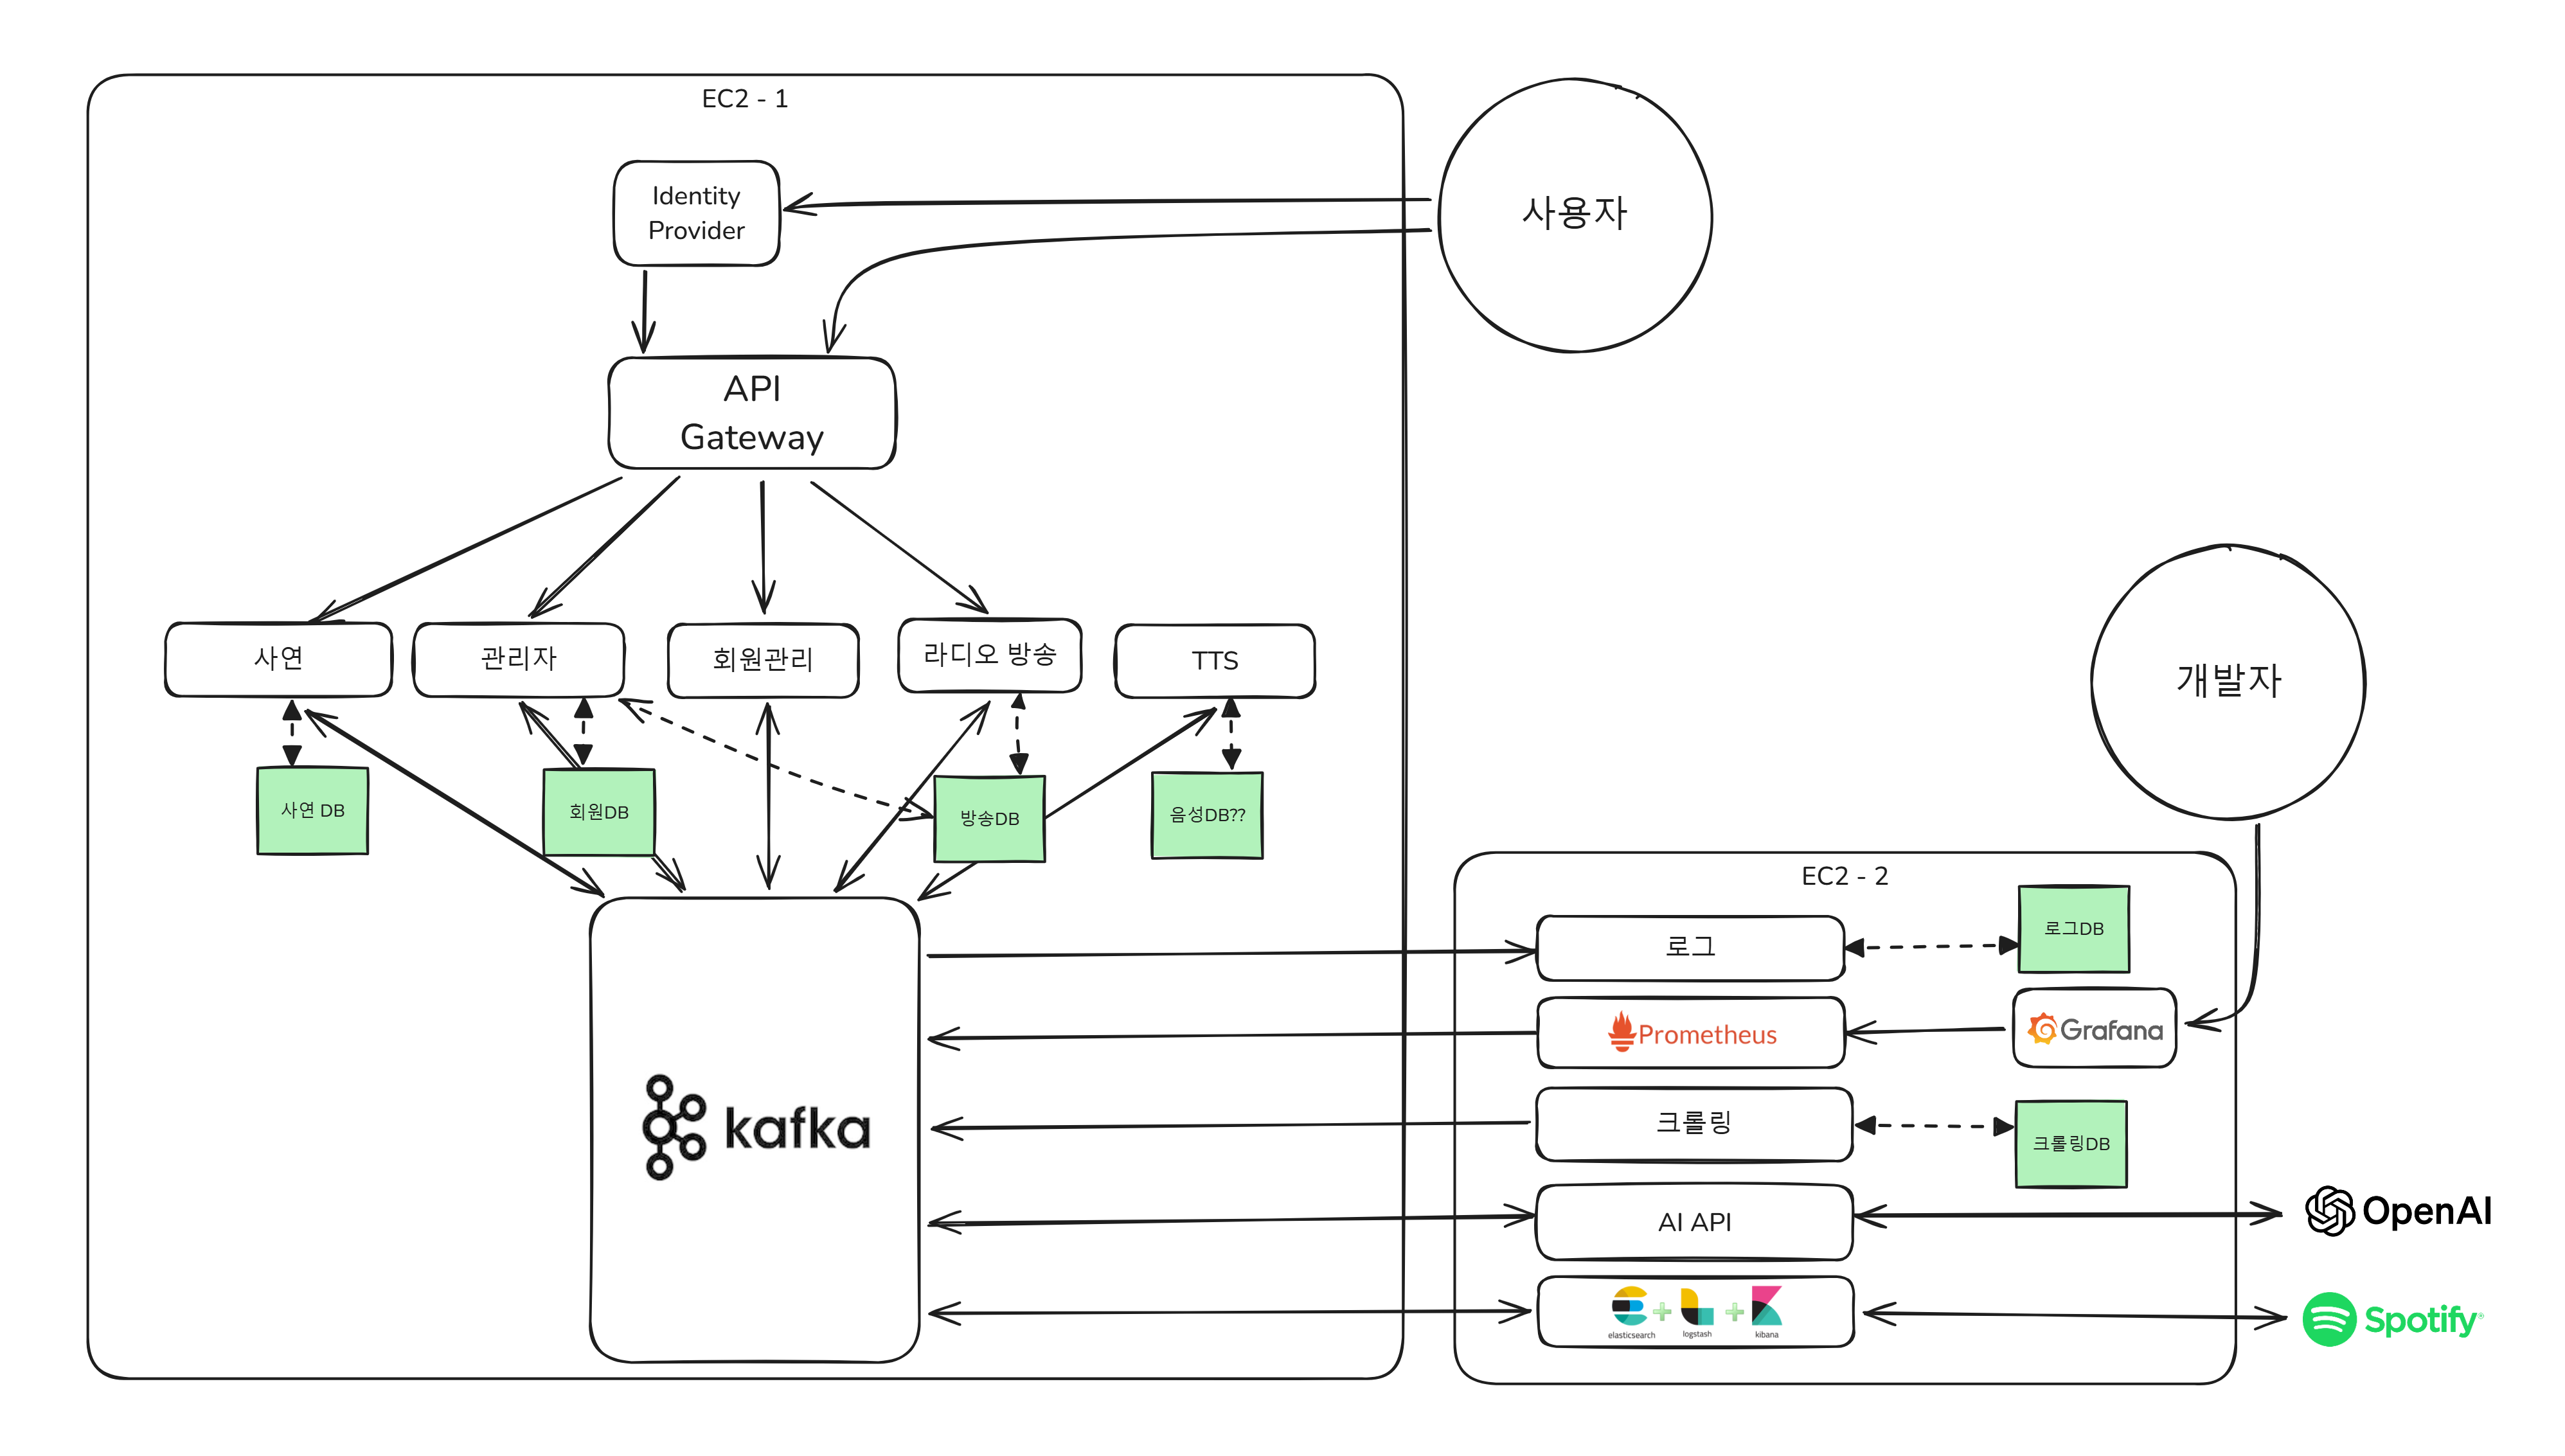 EC2 - 1
Identity
Provider
사용자
API
Gateway
사연
관리자
회원관리
라디오 방송
TTS
개발자
사연 DB
회원DB
방송DB
음성DB??
EC2 - 2
로그
로그DB
Prometheus
Grafana
kafka
크롤링
크롤링DB
AI API
OpenAI
elasticsearch
logstash
kibana
Spotify